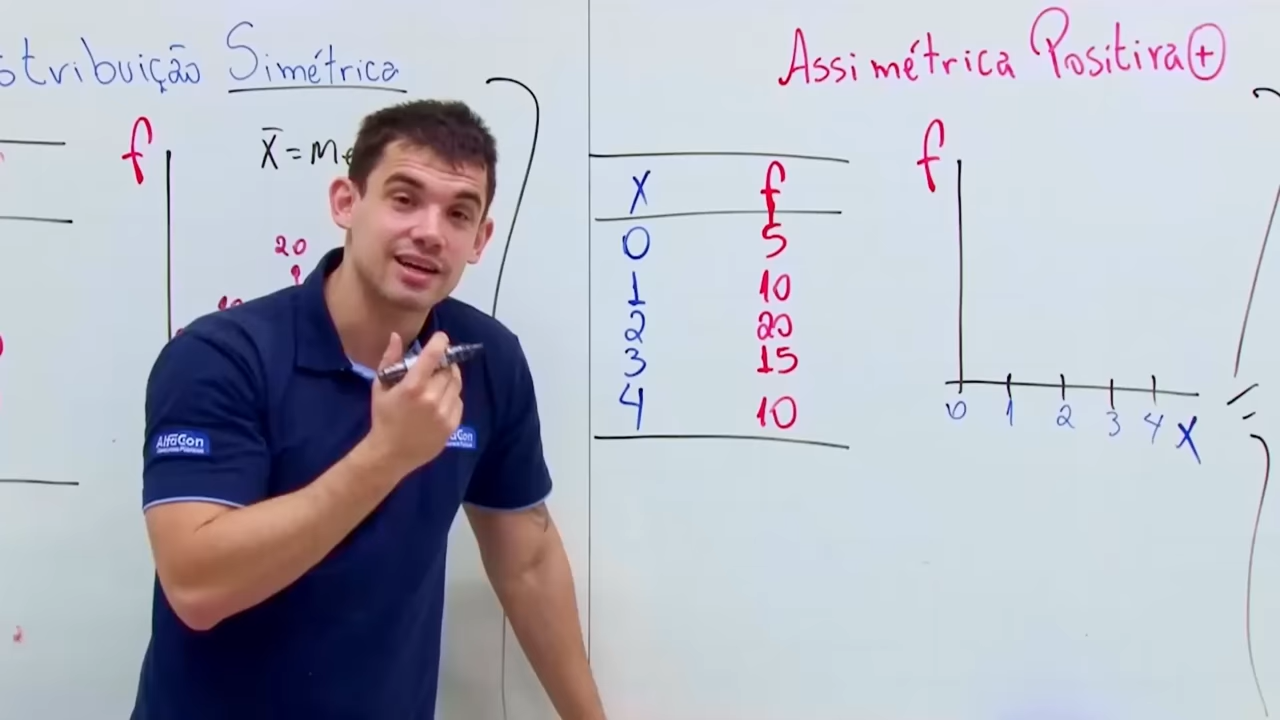 stribuição Simétrica
f
X̄ = Me
20
10
AlfaCon
Assimétrica Positiva +
X f
0 5
1 10
2 20
3 15
4 10
f
0 1 2 3 4 X